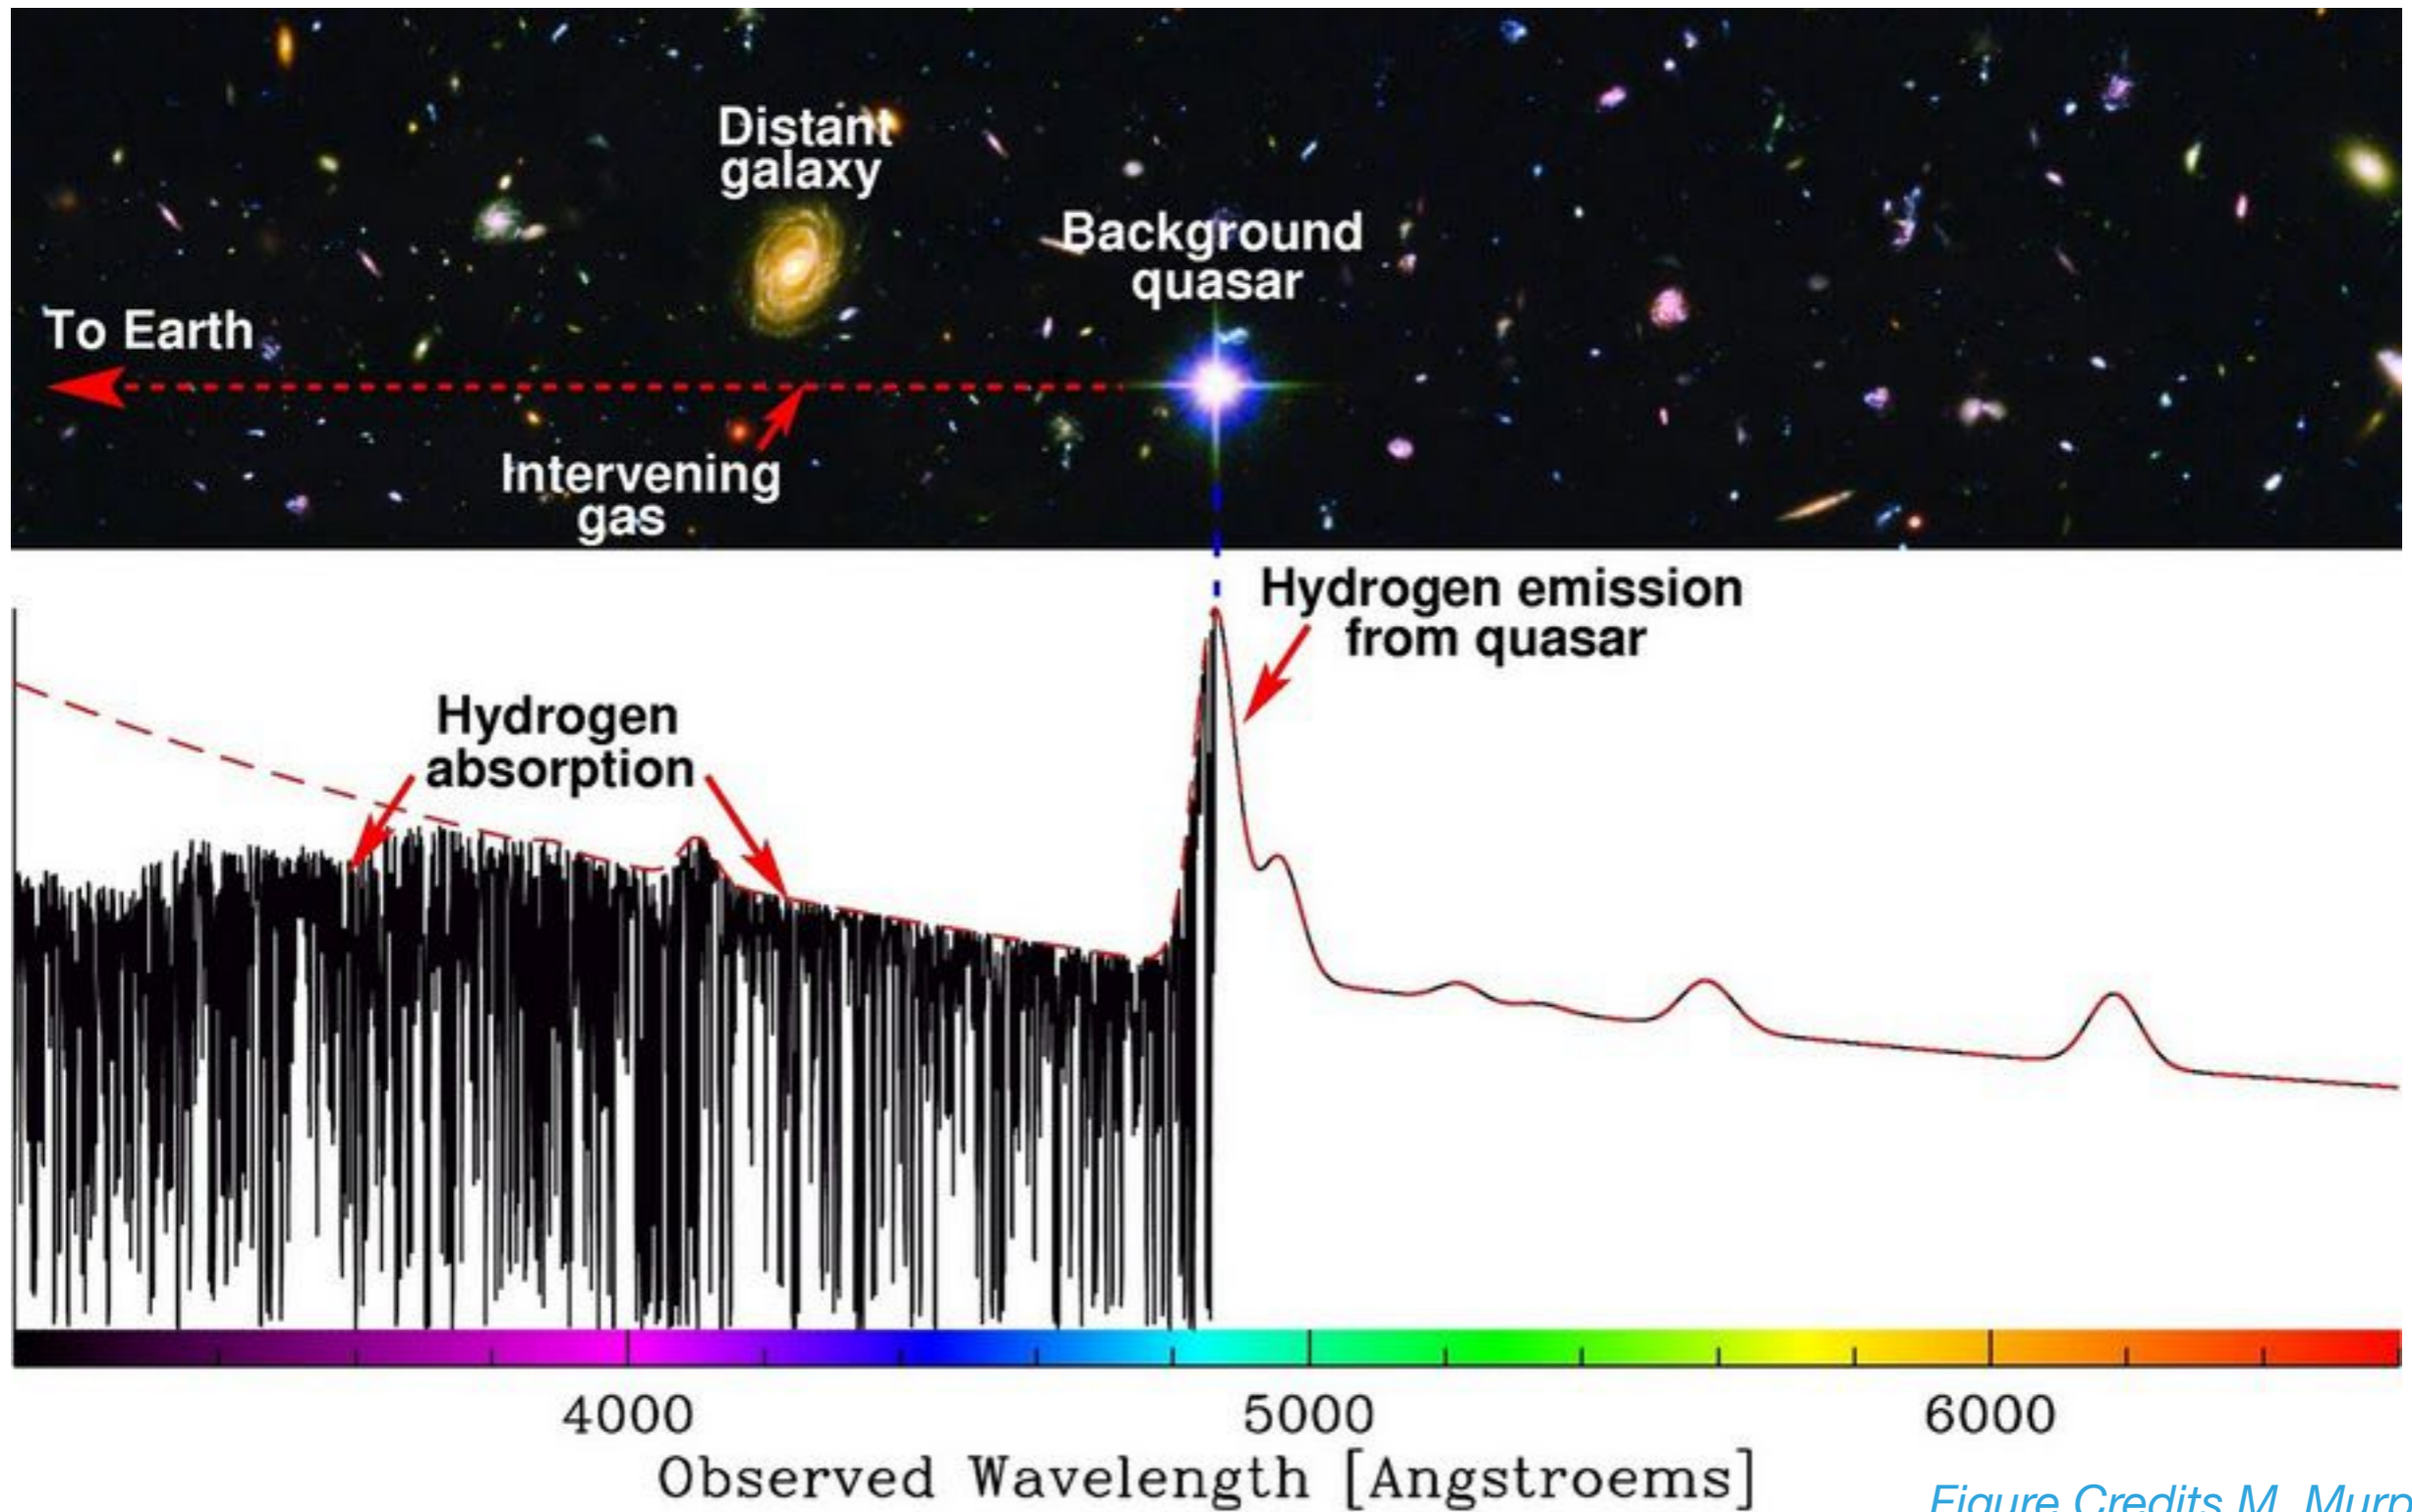 Distant
galaxy
Background
quasar
To Earth
Intervening
gas
Hydrogen emission
from quasar
Hydrogen
absorption
4000 5000 6000
Observed Wavelength [Angstroems]
Figure Credits M. Murp